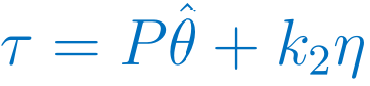 τ = Pθ̂ + k₂η